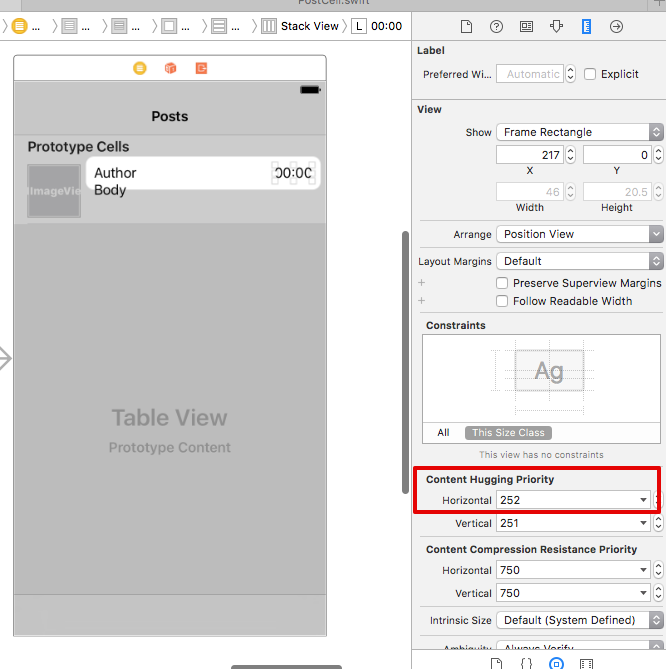 PostCell.swift
... ... ... ... ... Stack View L 00:00
Posts
Prototype Cells
Author 00:00
Body
Table View
Prototype Content
Label
Preferred Wi... Automatic Explicit
View
Show Frame Rectangle
217 0
X Y
46 20.5
Width Height
Arrange Position View
Layout Margins Default
+ Preserve Superview Margins
+ Follow Readable Width
Constraints
Ag
All This Size Class
This view has no constraints
Content Hugging Priority
Horizontal 252
Vertical 251
Content Compression Resistance Priority
Horizontal 750
Vertical 750
Intrinsic Size Default (System Defined)
Ambiguity Always Verify
{ }